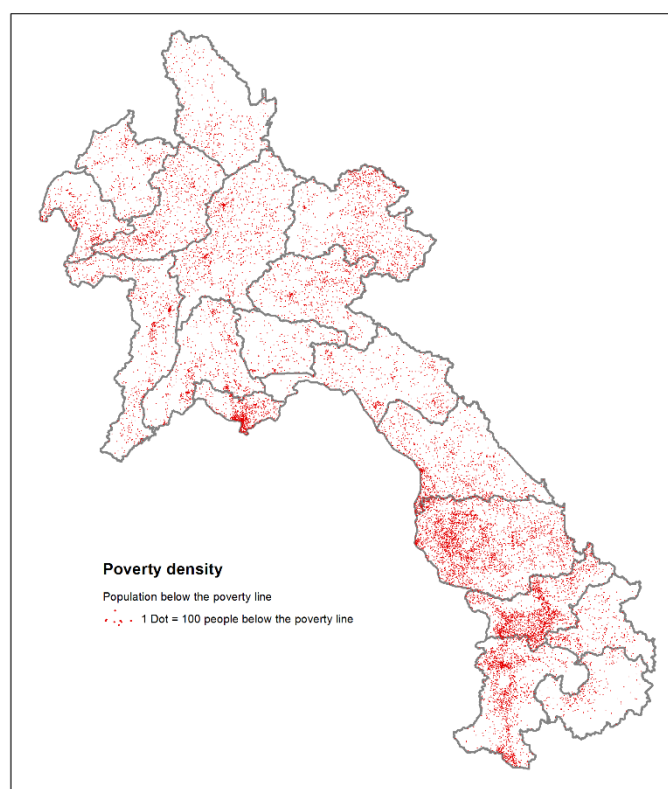 Poverty density
Population below the poverty line
1 Dot = 100 people below the poverty line